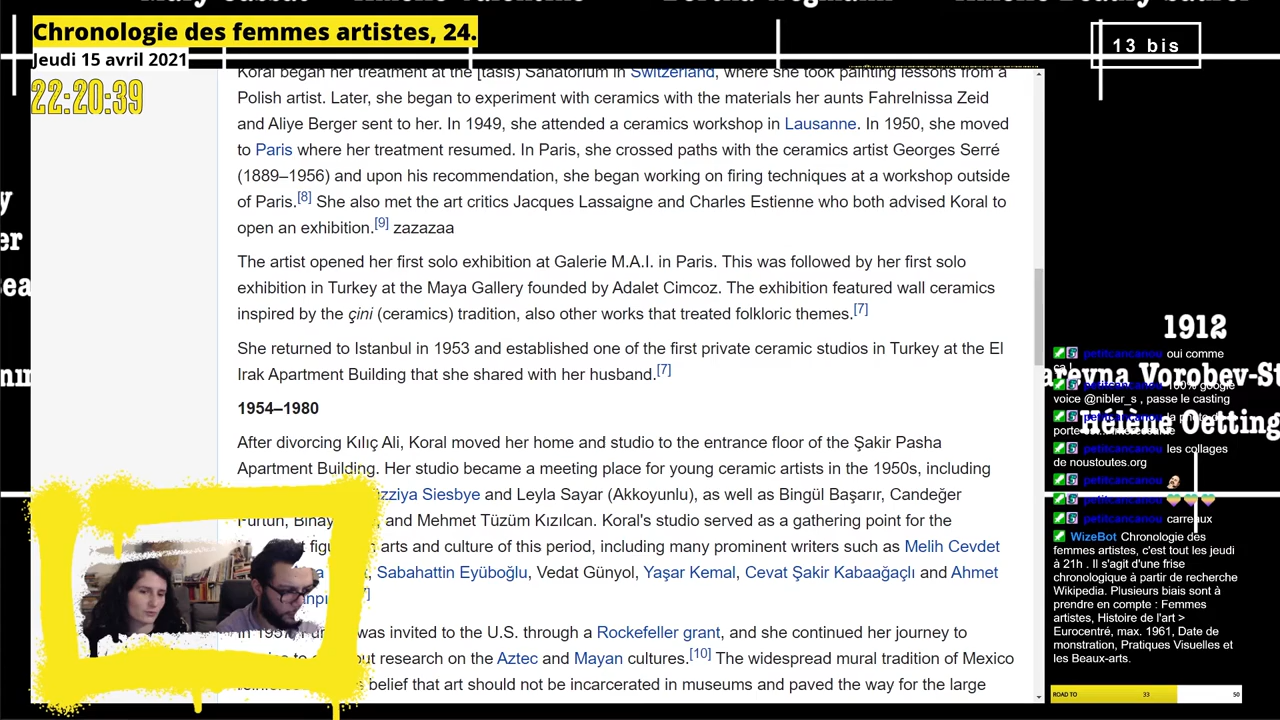 Chronologie des femmes artistes, 24.
Jeudi 15 avril 2021
22:20:39
13 bis
Koral began her treatment at the [tasis) Sanatorium in Switzerland, where she took painting lessons from a
Polish artist. Later, she began to experiment with ceramics with the materials her aunts Fahrelnissa Zeid
and Aliye Berger sent to her. In 1949, she attended a ceramics workshop in Lausanne. In 1950, she moved
to Paris where her treatment resumed. In Paris, she crossed paths with the ceramics artist Georges Serré
(1889–1956) and upon his recommendation, she began working on firing techniques at a workshop outside
of Paris.[8] She also met the art critics Jacques Lassaigne and Charles Estienne who both advised Koral to
open an exhibition.[9] zazazaa
The artist opened her first solo exhibition at Galerie M.A.I. in Paris. This was followed by her first solo
exhibition in Turkey at the Maya Gallery founded by Adalet Cimcoz. The exhibition featured wall ceramics
inspired by the çini (ceramics) tradition, also other works that treated folkloric themes.[7]
She returned to Istanbul in 1953 and established one of the first private ceramic studios in Turkey at the El
Irak Apartment Building that she shared with her husband.[7]
1954–1980
After divorcing Kılıç Ali, Koral moved her home and studio to the entrance floor of the Şakir Pasha
Apartment Building. Her studio became a meeting place for young ceramic artists in the 1950s, including
Siesbye and Leyla Sayar (Akkoyunlu), as well as Bingül Başarır, Candeğer
and Mehmet Tüzüm Kızılcan. Koral's studio served as a gathering point for the
arts and culture of this period, including many prominent writers such as Melih Cevdet
Sabahattin Eyüboğlu, Vedat Günyol, Yaşar Kemal, Cevat Şakir Kabaağaçlı and Ahmet
was invited to the U.S. through a Rockefeller grant, and she continued her journey to
research on the Aztec and Mayan cultures.[10] The widespread mural tradition of Mexico
belief that art should not be incarcerated in museums and paved the way for the large
1912
Vorobev-St
Hélène Oetting
petitcancanou oui comme
petitcancanou 100% google
voice @nibler_s , passe le casting
petitcancanou
petitcancanou les collages
de noustoutes.org
petitcancanou
petitcancanou
petitcancanou carreaux
WizeBot Chronologie des
femmes artistes, c'est tout les jeudi
à 21h . Il s'agit d'une frise
chronologique à partir de recherche
Wikipedia. Plusieurs biais sont à
prendre en compte : Femmes
artistes, Histoire de l'art >
Eurocentré, max. 1961, Date de
monstration, Pratiques Visuelles et
les Beaux-arts.
ROAD TO 33 50